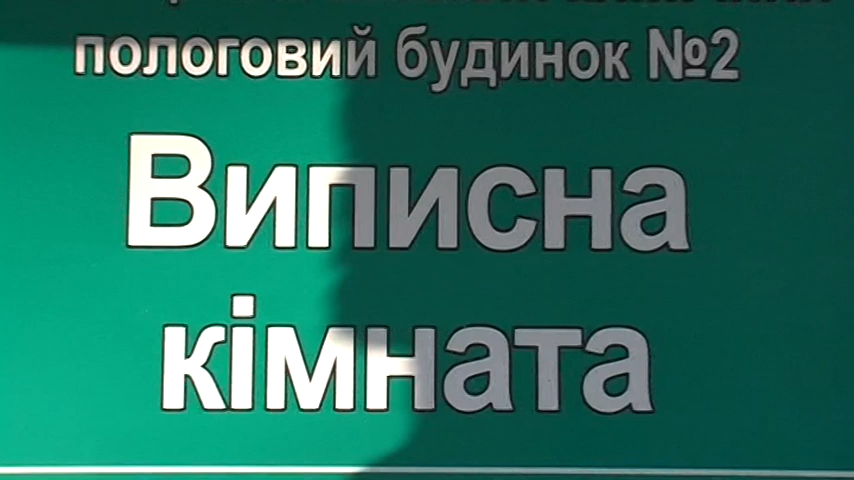 пологовий будинок №2
Виписна
кімната